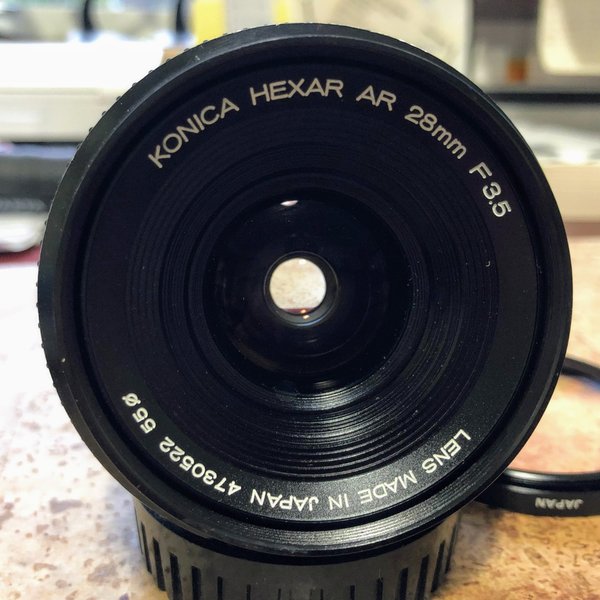 KONICA HEXAR AR 28mm F3.5
LENS MADE IN JAPAN 4730522 55ø
JAPAN